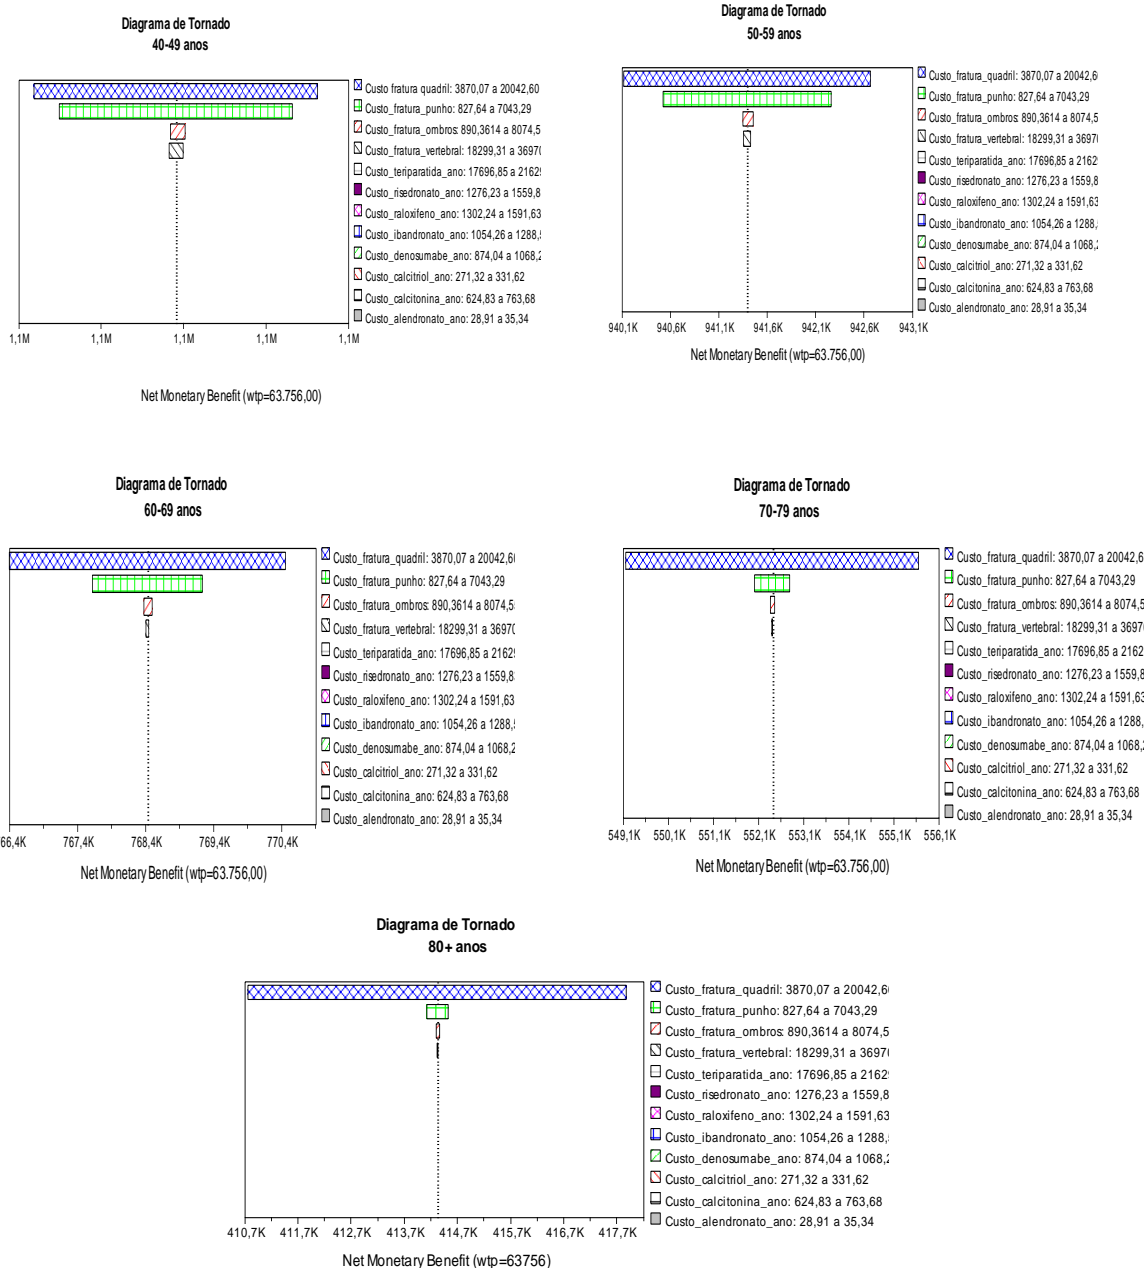 Diagrama de Tornado
40-49 anos
Custo fratura quadril: 3870,07 a 20042,60
Custo_fratura_punho: 827,64 a 7043,29
Custo_fratura_ombros: 890,3614 a 8074,5
Custo_fratura_vertebral: 18299,31 a 36970
Custo_teriparatida_ano: 17696,85 a 2162
Custo_risedronato_ano: 1276,23 a 1559,8
Custo_raloxifeno_ano: 1302,24 a 1591,63
Custo_ibandronato_ano: 1054,26 a 1288,
Custo_denosumabe_ano: 874,04 a 1068,2
Custo_calcitriol_ano: 271,32 a 331,62
Custo_calcitonina_ano: 624,83 a 763,68
Custo_alendronato_ano: 28,91 a 35,34
1,1M 1,1M 1,1M 1,1M 1,1M
Net Monetary Benefit (wtp=63.756,00)
Diagrama de Tornado
50-59 anos
Custo_fratura_quadril: 3870,07 a 20042,6
Custo_fratura_punho: 827,64 a 7043,29
Custo_fratura_ombros: 890,3614 a 8074,5
Custo_fratura_vertebral: 18299,31 a 3697
Custo_teriparatida_ano: 17696,85 a 2162
Custo_risedronato_ano: 1276,23 a 1559,8
Custo_raloxifeno_ano: 1302,24 a 1591,63
Custo_ibandronato_ano: 1054,26 a 1288,
Custo_denosumabe_ano: 874,04 a 1068,2
Custo_calcitriol_ano: 271,32 a 331,62
Custo_calcitonina_ano: 624,83 a 763,68
Custo_alendronato_ano: 28,91 a 35,34
940,1K 940,6K 941,1K 941,6K 942,1K 942,6K 943,1K
Net Monetary Benefit (wtp=63.756,00)
Diagrama de Tornado
60-69 anos
Custo_fratura_quadril: 3870,07 a 20042,6
Custo_fratura_punho: 827,64 a 7043,29
Custo_fratura_ombros: 890,3614 a 8074,5
Custo_fratura_vertebral: 18299,31 a 3697
Custo_teriparatida_ano: 17696,85 a 2162
Custo_risedronato_ano: 1276,23 a 1559,8
Custo_raloxifeno_ano: 1302,24 a 1591,63
Custo_ibandronato_ano: 1054,26 a 1288,
Custo_denosumabe_ano: 874,04 a 1068,2
Custo_calcitriol_ano: 271,32 a 331,62
Custo_calcitonina_ano: 624,83 a 763,68
Custo_alendronato_ano: 28,91 a 35,34
66,4K 767,4K 768,4K 769,4K 770,4K
Net Monetary Benefit (wtp=63.756,00)
Diagrama de Tornado
70-79 anos
Custo_fratura_quadril: 3870,07 a 20042,6
Custo_fratura_punho: 827,64 a 7043,29
Custo_fratura_ombros: 890,3614 a 8074,5
Custo_fratura_vertebral: 18299,31 a 3697
Custo_teriparatida_ano: 17696,85 a 2162
Custo_risedronato_ano: 1276,23 a 1559,8
Custo_raloxifeno_ano: 1302,24 a 1591,63
Custo_ibandronato_ano: 1054,26 a 1288,
Custo_denosumabe_ano: 874,04 a 1068,2
Custo_calcitriol_ano: 271,32 a 331,62
Custo_calcitonina_ano: 624,83 a 763,68
Custo_alendronato_ano: 28,91 a 35,34
549,1K 550,1K 551,1K 552,1K 553,1K 554,1K 555,1K 556,1K
Net Monetary Benefit (wtp=63.756,00)
Diagrama de Tornado
80+ anos
Custo_fratura_quadril: 3870,07 a 20042,6
Custo_fratura_punho: 827,64 a 7043,29
Custo_fratura_ombros: 890,3614 a 8074,5
Custo_fratura_vertebral: 18299,31 a 3697
Custo_teriparatida_ano: 17696,85 a 2162
Custo_risedronato_ano: 1276,23 a 1559,8
Custo_raloxifeno_ano: 1302,24 a 1591,63
Custo_ibandronato_ano: 1054,26 a 1288,
Custo_denosumabe_ano: 874,04 a 1068,2
Custo_calcitriol_ano: 271,32 a 331,62
Custo_calcitonina_ano: 624,83 a 763,68
Custo_alendronato_ano: 28,91 a 35,34
410,7K 411,7K 412,7K 413,7K 414,7K 415,7K 416,7K 417,7K
Net Monetary Benefit (wtp=63756)